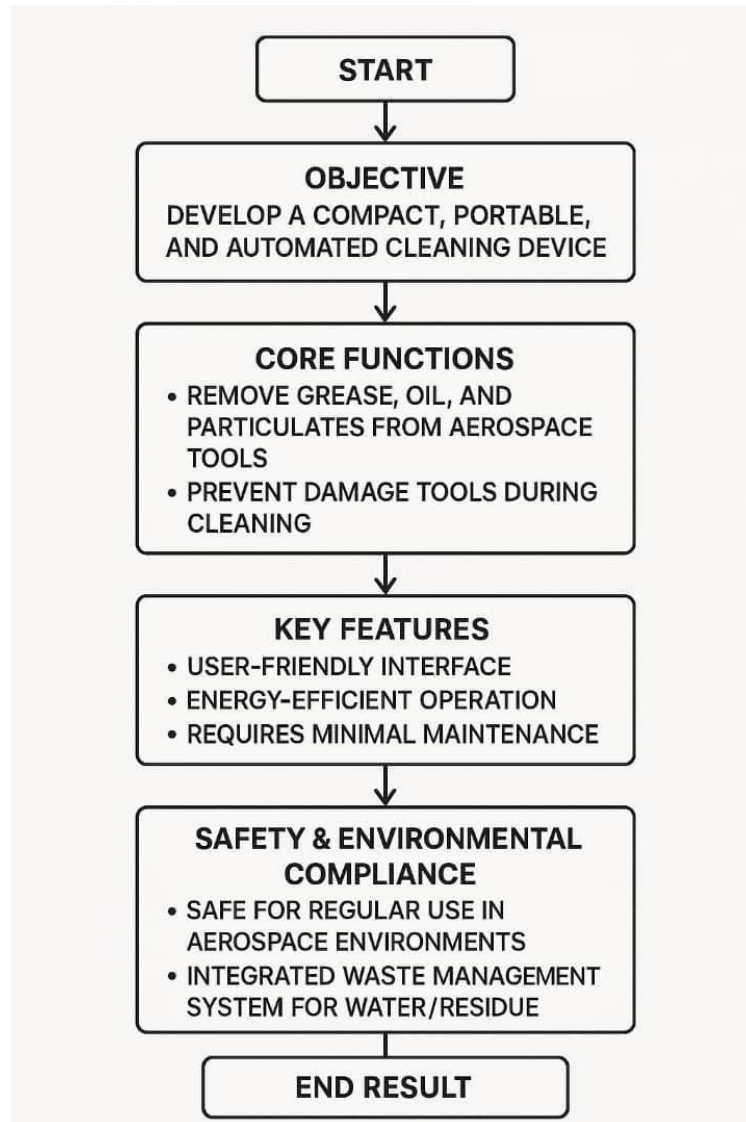 START
OBJECTIVE
DEVELOP A COMPACT, PORTABLE,
AND AUTOMATED CLEANING DEVICE
CORE FUNCTIONS
• REMOVE GREASE, OIL, AND
PARTICULATES FROM AEROSPACE
TOOLS
• PREVENT DAMAGE TOOLS DURING
CLEANING
KEY FEATURES
• USER-FRIENDLY INTERFACE
• ENERGY-EFFICIENT OPERATION
• REQUIRES MINIMAL MAINTENANCE
SAFETY & ENVIRONMENTAL
COMPLIANCE
• SAFE FOR REGULAR USE IN
AEROSPACE ENVIRONMENTS
• INTEGRATED WASTE MANAGEMENT
SYSTEM FOR WATER/RESIDUE
END RESULT